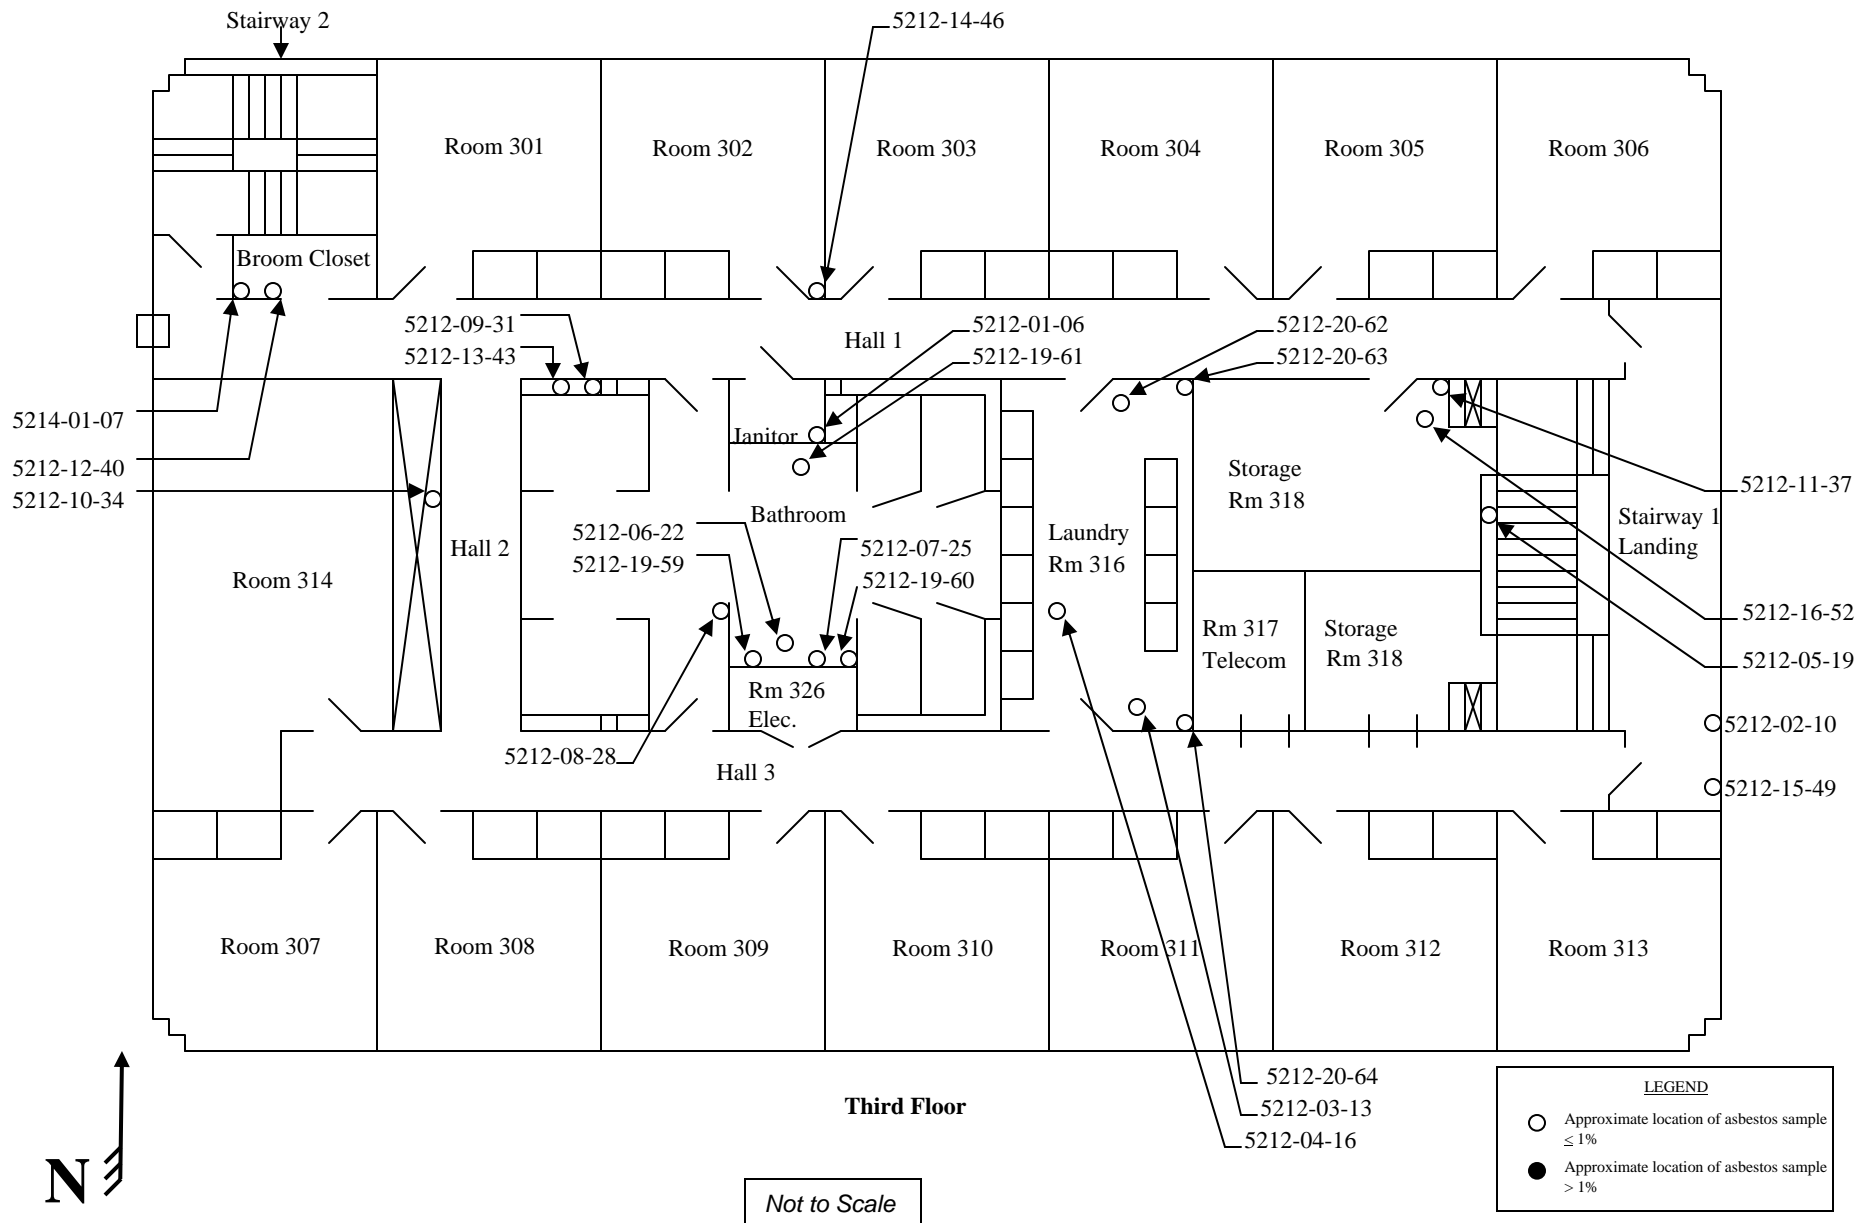 Stairway 2
5212-14-46
Room 301
Room 302
Room 303
Room 304
Room 305
Room 306
Broom Closet
5212-09-31
5212-13-43
Hall 1
5212-01-06
5212-19-61
5212-20-62
5212-20-63
5214-01-07
5212-12-40
5212-10-34
Janitor
Storage
Rm 318
5212-11-37
Bathroom
Hall 2
5212-06-22
5212-19-59
5212-07-25
5212-19-60
Laundry
Rm 316
Stairway 1
Landing
Room 314
Rm 317
Telecom
Storage
Rm 318
5212-16-52
5212-05-19
Rm 326
Elec.
5212-02-10
5212-08-28
Hall 3
5212-15-49
Room 307
Room 308
Room 309
Room 310
Room 311
Room 312
Room 313
5212-20-64
5212-03-13
5212-04-16
Third Floor
N
Not to Scale
LEGEND
Approximate location of asbestos sample
≤ 1%
Approximate location of asbestos sample
> 1%